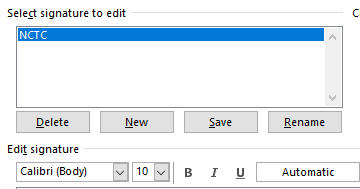 Select signature to edit C
NCTC
Delete New Save Rename
Edit signature
Calibri (Body) 10 B I U Automatic